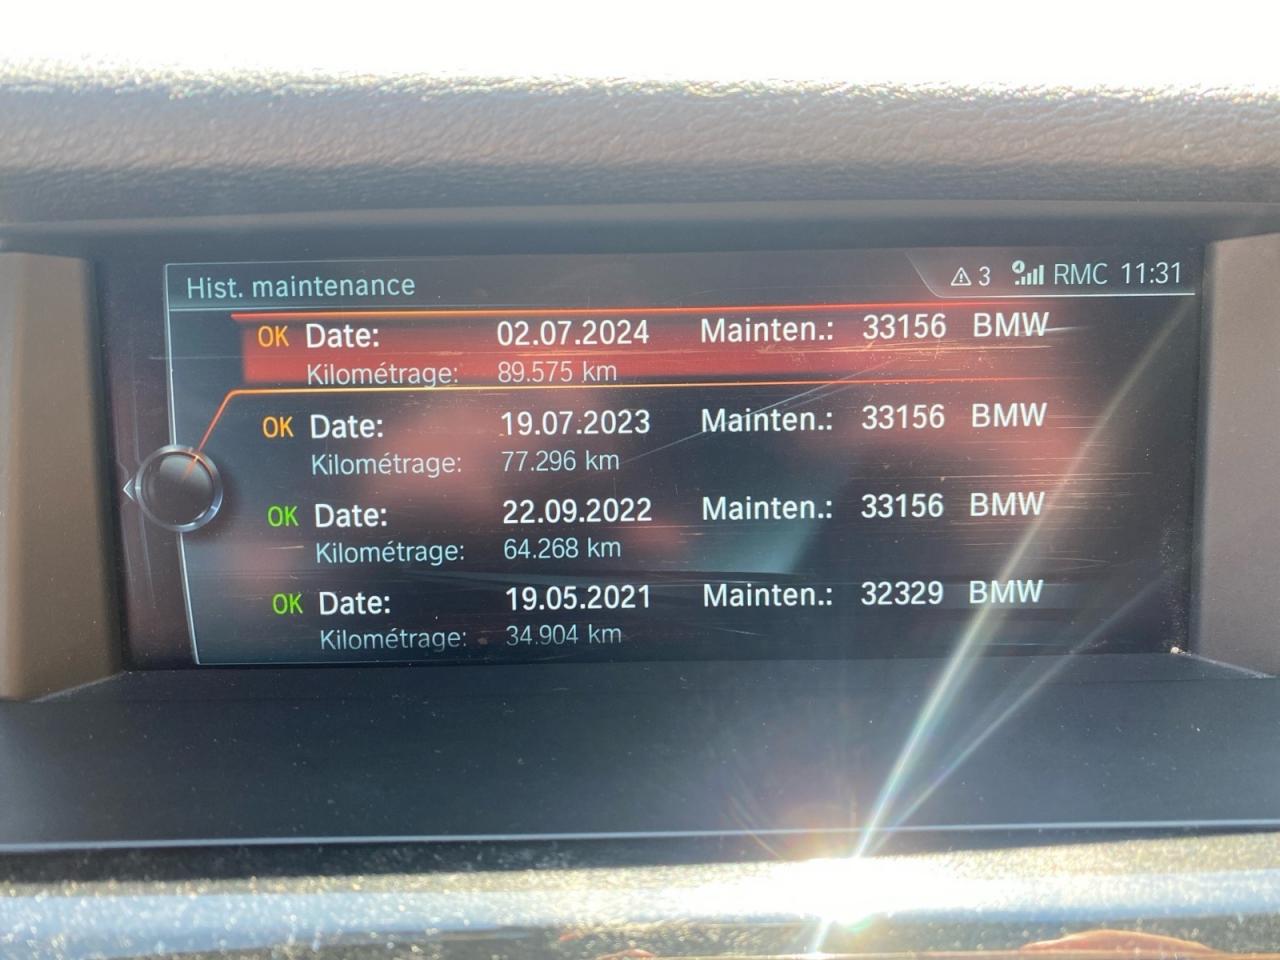 Hist. maintenance 3 RMC 11:31
OK Date: 02.07.2024 Mainten.: 33156 BMW
Kilométrage: 89.575 km
OK Date: 19.07.2023 Mainten.: 33156 BMW
Kilométrage: 77.296 km
OK Date: 22.09.2022 Mainten.: 33156 BMW
Kilométrage: 64.268 km
OK Date: 19.05.2021 Mainten.: 32329 BMW
Kilométrage: 34.904 km